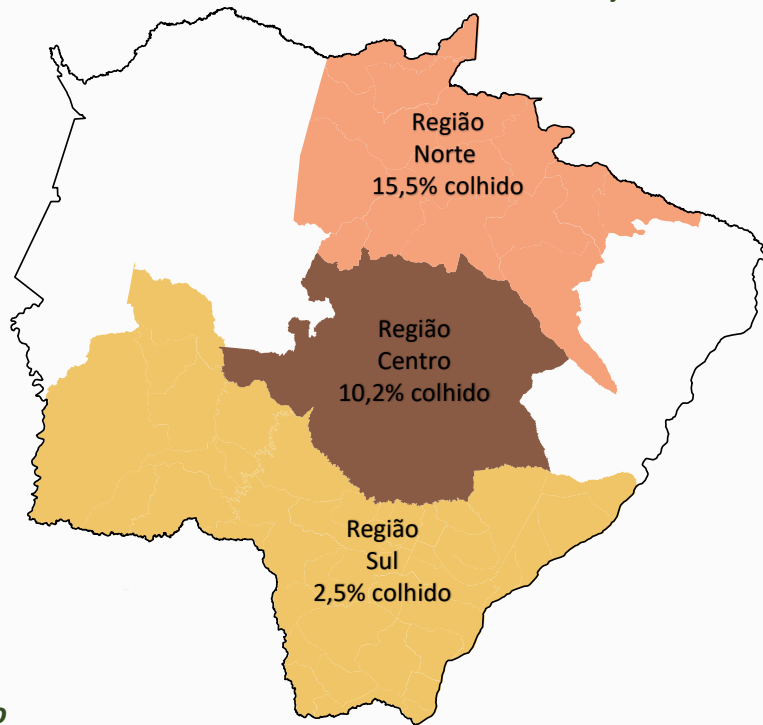 Região
Norte
15,5% colhido
Região
Centro
10,2% colhido
Região
Sul
2,5% colhido